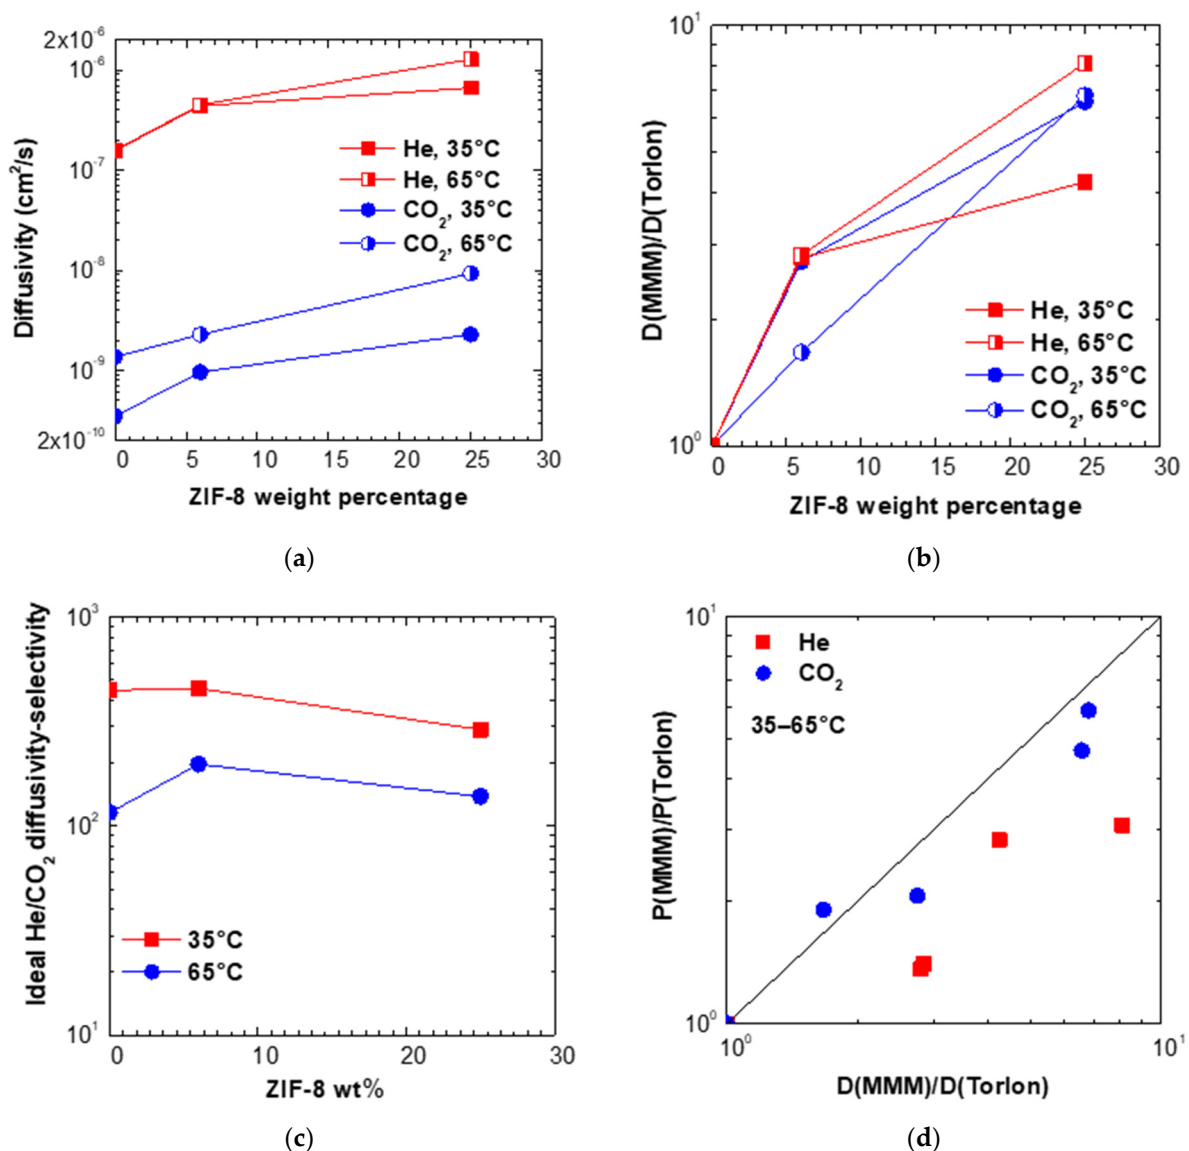 2x10⁻⁶
10⁻⁶
10⁻⁷
10⁻⁸
10⁻⁹
2x10⁻¹⁰
Diffusivity (cm²/s)
He, 35°C
He, 65°C
CO₂, 35°C
CO₂, 65°C
0 5 10 15 20 25 30
ZIF-8 weight percentage
(a)
10¹
10⁰
D(MMM)/D(Torlon)
He, 35°C
He, 65°C
CO₂, 35°C
CO₂, 65°C
0 5 10 15 20 25 30
ZIF-8 weight percentage
(b)
10³
10²
10¹
Ideal He/CO₂ diffusivity-selectivity
35°C
65°C
0 10 20 30
ZIF-8 wt%
(c)
10¹
10⁰
P(MMM)/P(Torlon)
He
CO₂
35–65°C
10⁰ 10¹
D(MMM)/D(Torlon)
(d)